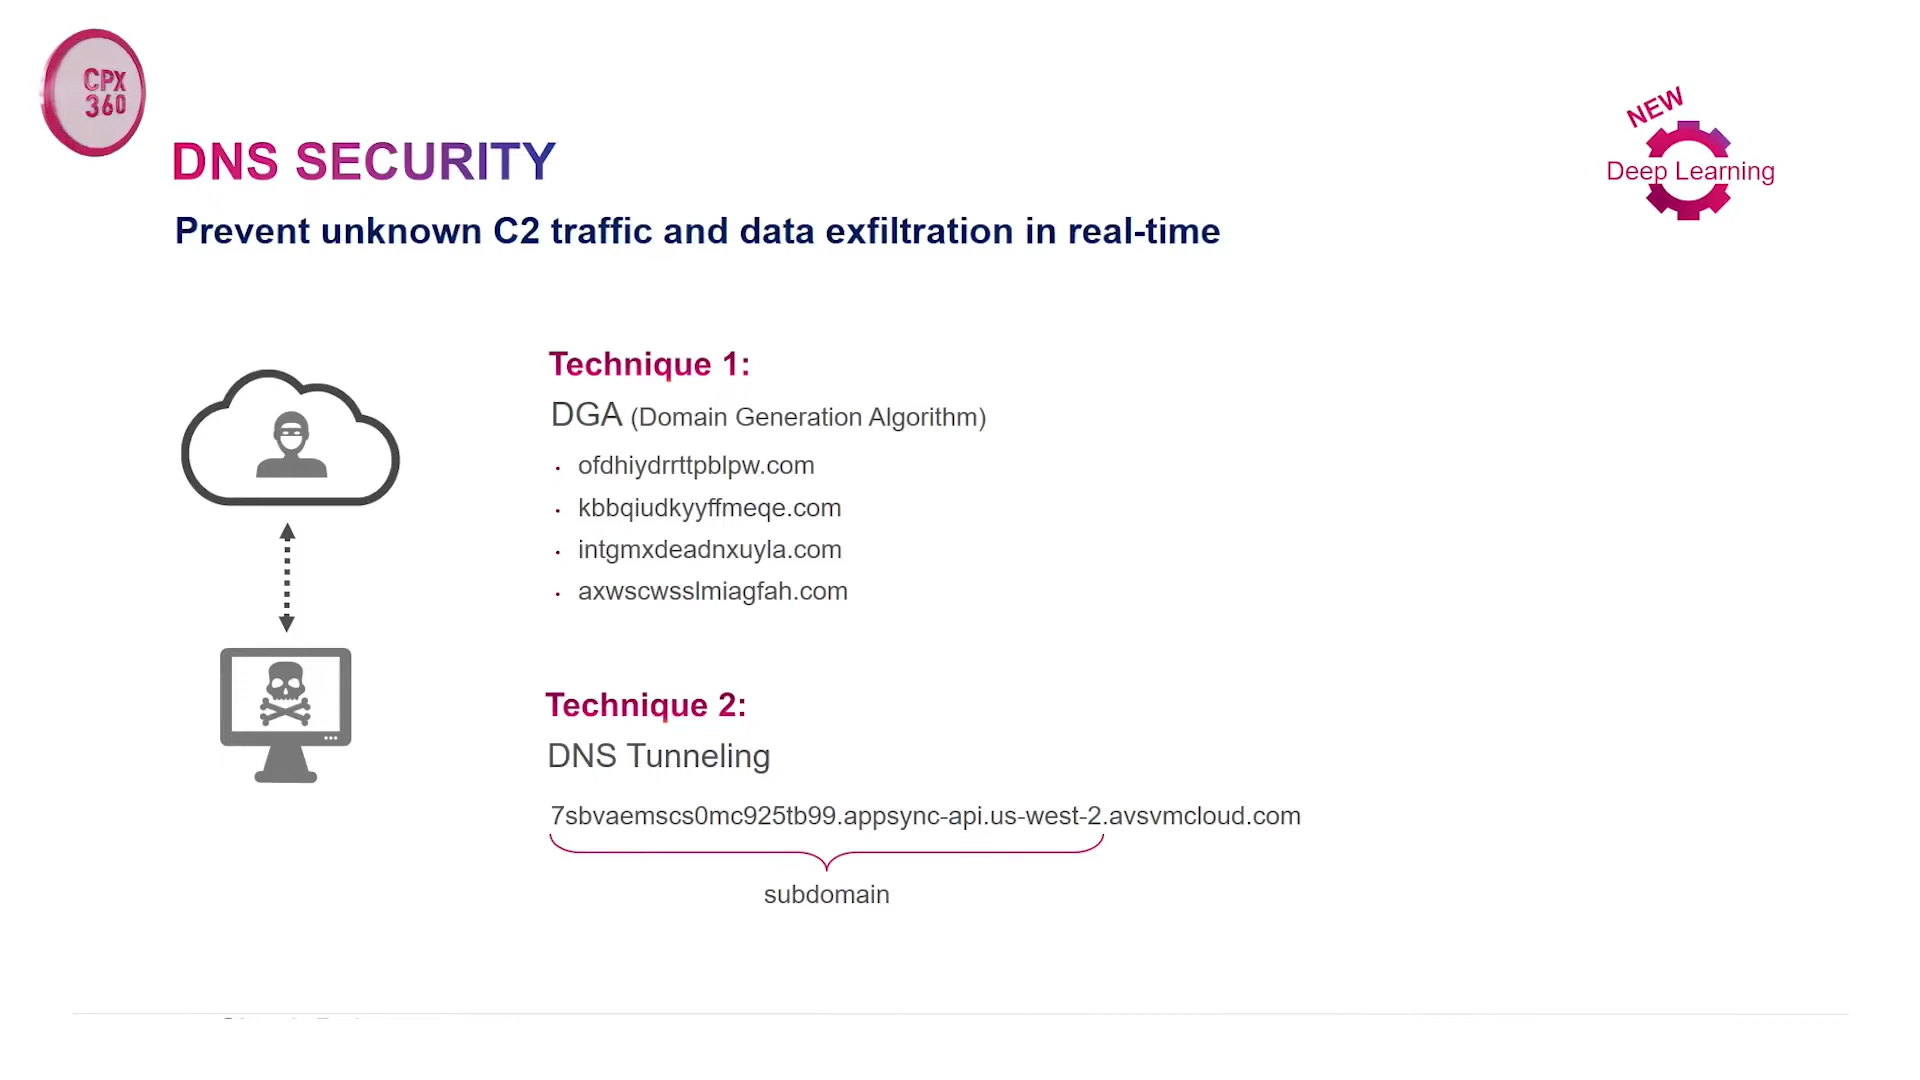 CPX
360
NEW
Deep Learning
DNS SECURITY
Prevent unknown C2 traffic and data exfiltration in real-time
Technique 1:
DGA (Domain Generation Algorithm)
· ofdhiydrrttpblpw.com
· kbbqiudkyyffmeqe.com
· intgmxdeadnxuyla.com
· axwscwsslmiagfah.com
Technique 2:
DNS Tunneling
7sbvaemscs0mc925tb99.appsync-api.us-west-2.avsvmcloud.com
subdomain